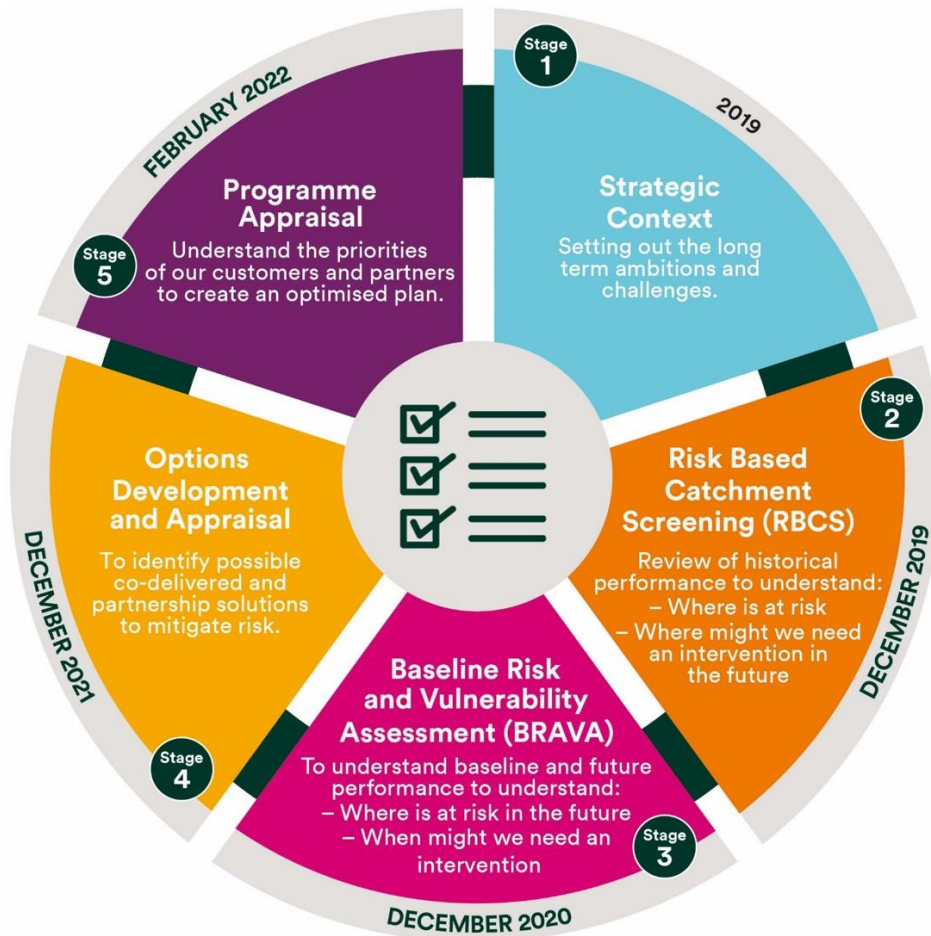 Stage
1
2019
Strategic
Context
Setting out the long
term ambitions and
challenges.
Stage
2
DECEMBER 2019
Risk Based
Catchment
Screening (RBCS)
Review of historical
performance to understand:
– Where is at risk
– Where might we need
an intervention in
the future
Stage
3
DECEMBER 2020
Baseline Risk
and Vulnerability
Assessment (BRAVA)
To understand baseline and future
performance to understand:
– Where is at risk in the future
– When might we need an
intervention
Stage
4
DECEMBER 2021
Options
Development
and Appraisal
To identify possible
co-delivered and
partnership solutions
to mitigate risk.
Stage
5
FEBRUARY 2022
Programme
Appraisal
Understand the priorities
of our customers and partners
to create an optimised plan.